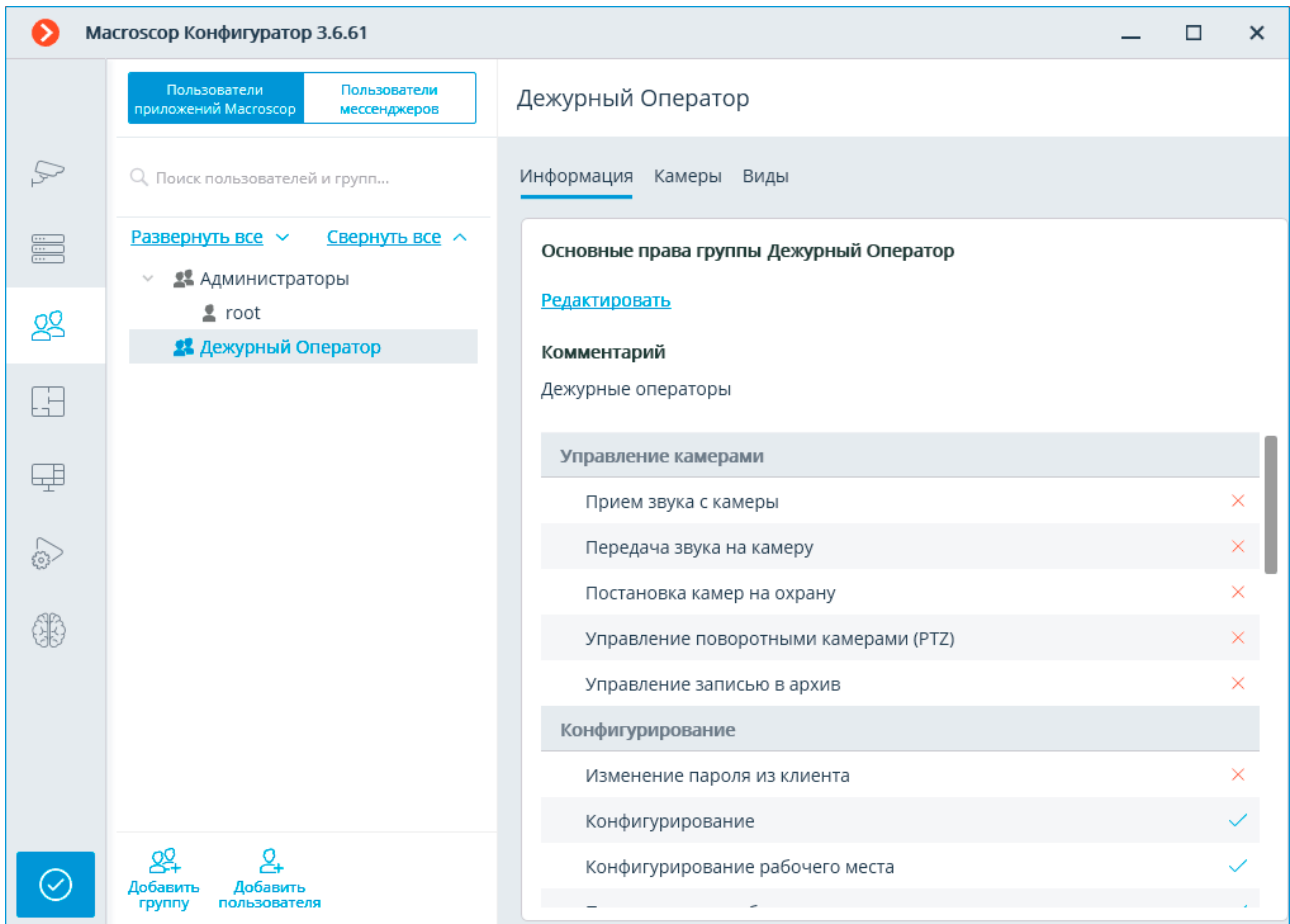 Macroscop Конфигуратор 3.6.61
Пользователи
приложений Macroscop
Пользователи
мессенджеров
Поиск пользователей и групп...
Развернуть все
Свернуть все
Администраторы
root
Дежурный Оператор
Добавить
группу
Добавить
пользователя
Дежурный Оператор
Информация Камеры Виды
Основные права группы Дежурный Оператор
Редактировать
Комментарий
Дежурные операторы
Управление камерами
Прием звука с камеры
Передача звука на камеру
Постановка камер на охрану
Управление поворотными камерами (PTZ)
Управление записью в архив
Конфигурирование
Изменение пароля из клиента
Конфигурирование
Конфигурирование рабочего места